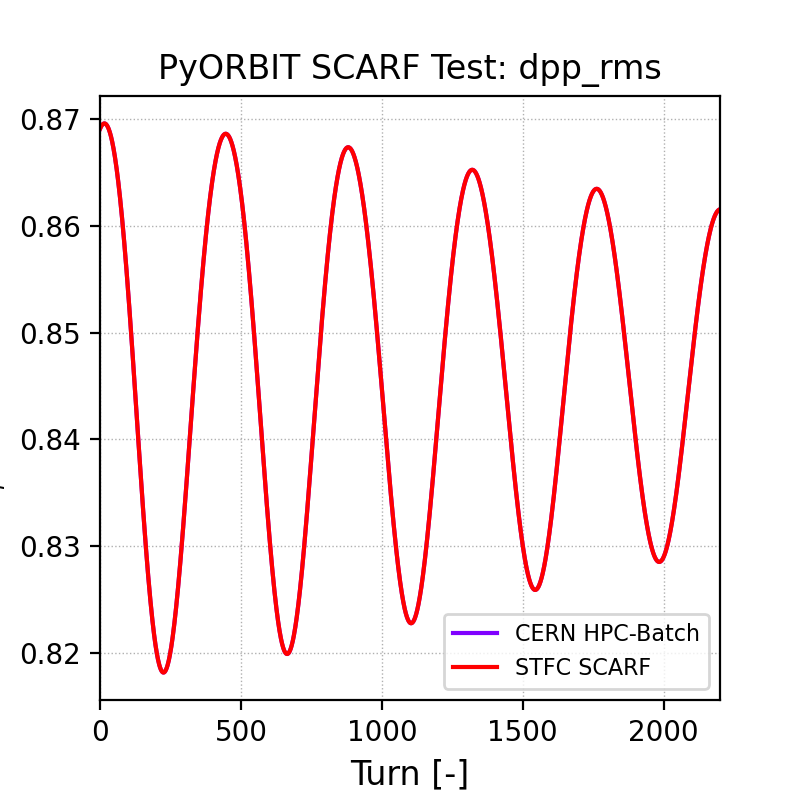 PyORBIT SCARF Test: dpp_rms
0.87
0.86
0.85
0.84
0.83
0.82
0
500
1000
1500
2000
Turn [-]
CERN HPC-Batch
STFC SCARF